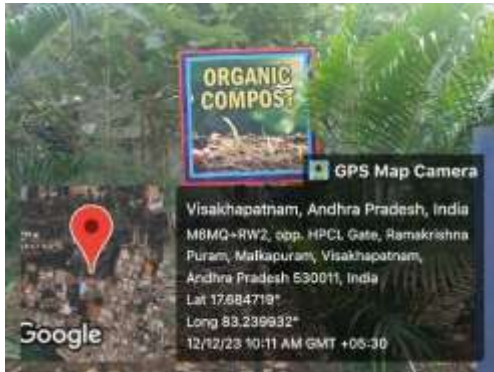 ORGANIC
COMPOST
GPS Map Camera
Visakhapatnam, Andhra Pradesh, India
M6MQ+RW2, opp. HPCL Gate, Ramakrishna
Puram, Malkapuram, Visakhapatnam,
Andhra Pradesh 530011, India
Lat 17.684719°
Long 83.239932°
12/12/23 10:11 AM GMT +05:30
Google